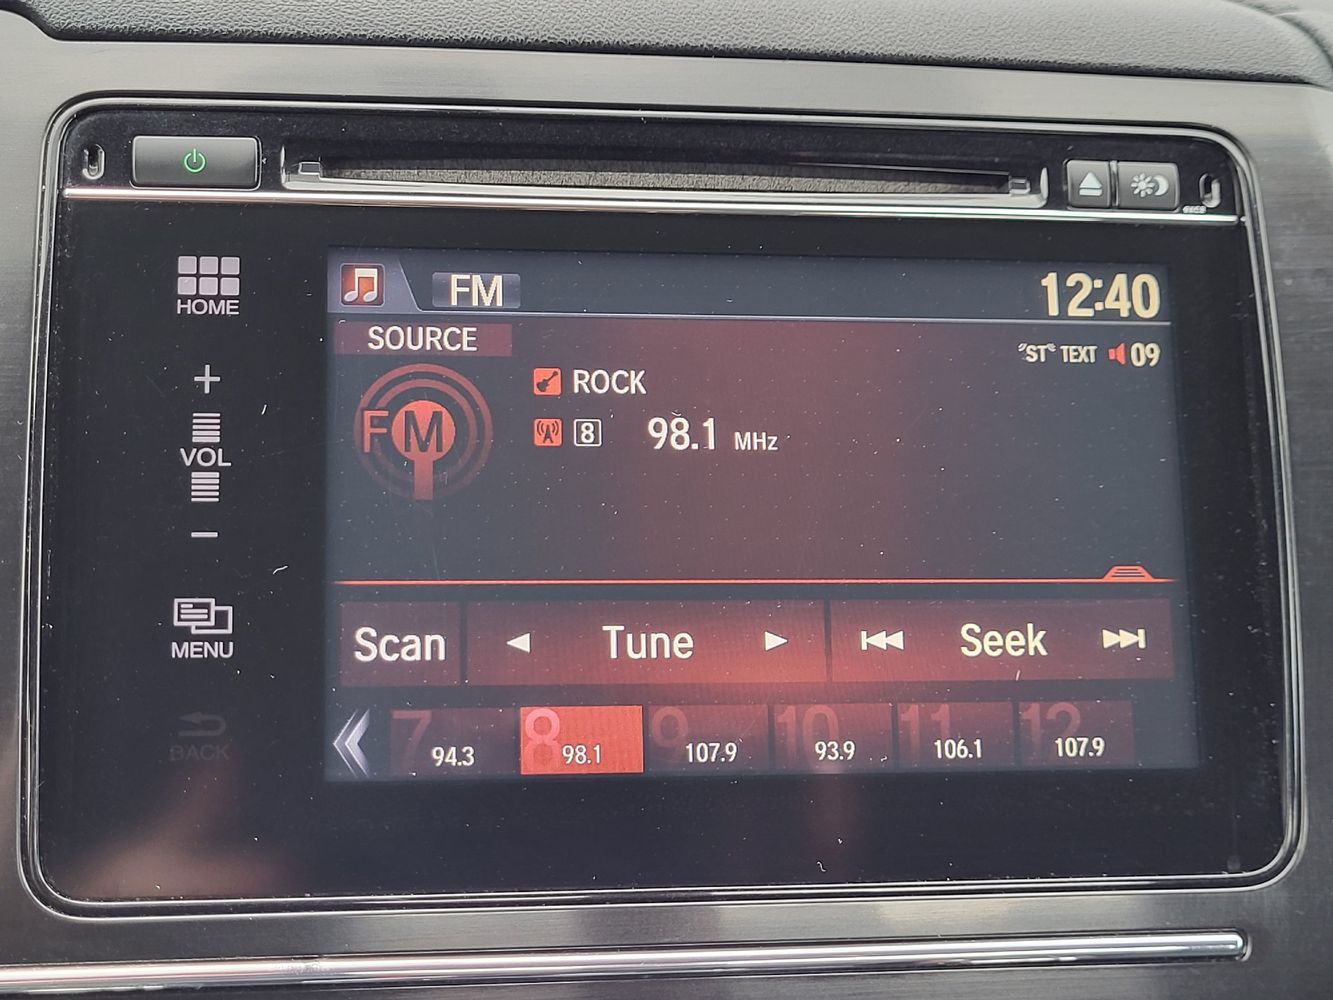 HOME
VOL
MENU
BACK
FM
12:40
SOURCE
"ST" TEXT 09
FM
ROCK
8 98.1 MHz
Scan Tune Seek
7 94.3
8 98.1
9 107.9
10 93.9
11 106.1
12 107.9